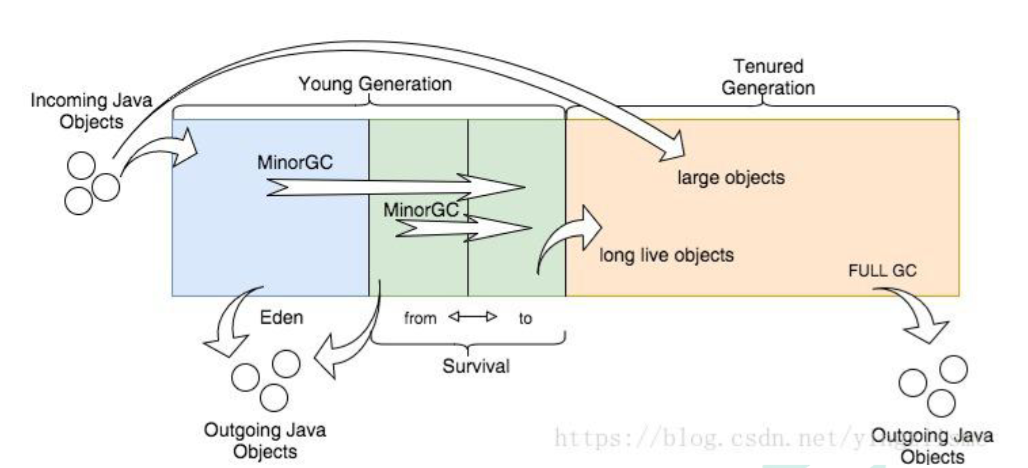 Tenured
Generation
Young Generation
Incoming Java
Objects
MinorGC
large objects
MinorGC
long live objects
FULL GC
Eden
from
to
Survival
Outgoing Java
Objects
Outgoing Java
Objects
https://blog.csdn.net/